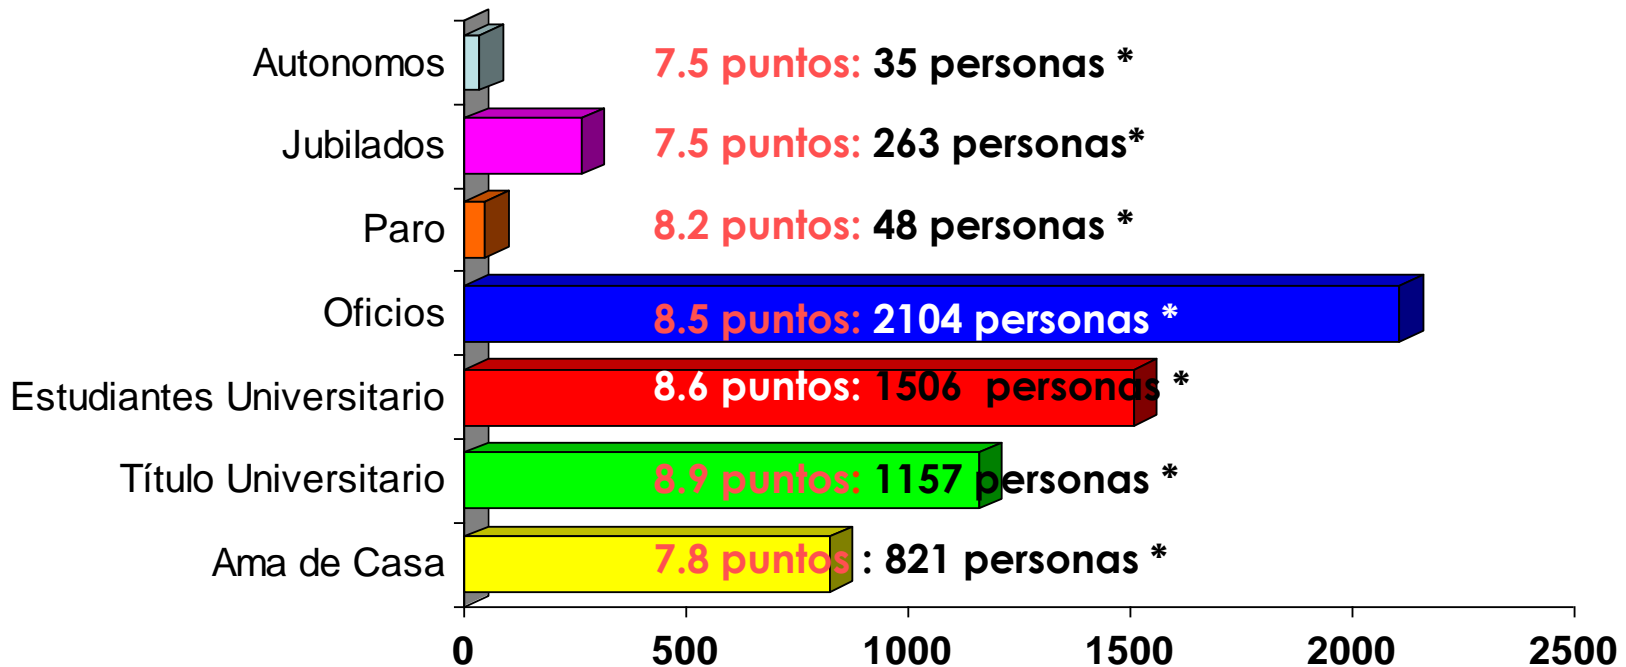 Autonomos 7.5 puntos: 35 personas *
Jubilados 7.5 puntos: 263 personas*
Paro 8.2 puntos: 48 personas *
Oficios 8.5 puntos: 2104 personas *
Estudiantes Universitario 8.6 puntos: 1506 personas *
Título Universitario 8.9 puntos: 1157 personas *
Ama de Casa 7.8 puntos : 821 personas *
0 500 1000 1500 2000 2500